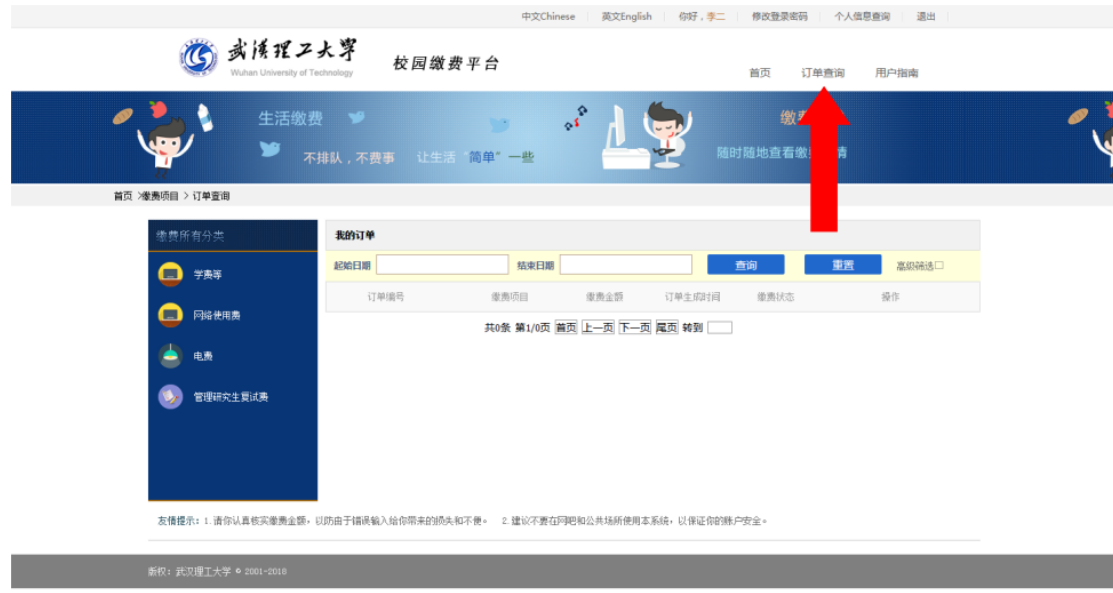 中文Chinese 英文English 你好，李二 修改登录密码 个人信息查询 退出
武漢理工大学
Wuhan University of Technology
校园缴费平台
首页 订单查询 用户指南
生活缴费
不排队，不费事 让生活“简单”一些
缴
随时随地查看缴 情
首页 >缴费项目 > 订单查询
缴费所有分类
学费等
网络使用费
电费
管理研究生复试费
我的订单
起始日期 结束日期 查询 重置 高级筛选
订单编号 缴费项目 缴费金额 订单生成时间 缴费状态 操作
共0条 第1/0页 首页 上一页 下一页 尾页 转到
友情提示：1.请你认真核实缴费金额，以防由于错误输入给你带来的损失和不便。 2.建议不要在网吧和公共场所使用本系统，以保证你的账户安全。
版权：武汉理工大学 © 2001-2018